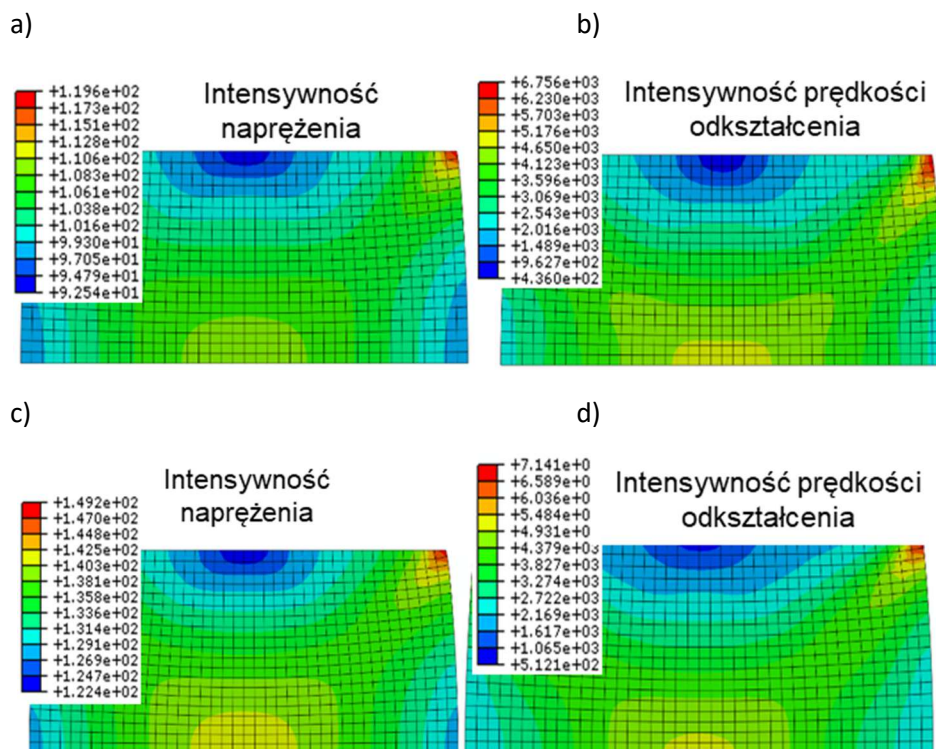 a)
b)
Intensywność
naprężenia
+1.196e+02
+1.173e+02
+1.151e+02
+1.128e+02
+1.106e+02
+1.083e+02
+1.061e+02
+1.038e+02
+1.016e+02
+9.930e+01
+9.705e+01
+9.479e+01
+9.254e+01
Intensywność prędkości
odkształcenia
+6.756e+03
+6.230e+03
+5.703e+03
+5.176e+03
+4.650e+03
+4.123e+03
+3.596e+03
+3.069e+03
+2.543e+03
+2.016e+03
+1.489e+03
+9.627e+02
+4.360e+02
c)
d)
Intensywność
naprężenia
+1.492e+02
+1.470e+02
+1.448e+02
+1.425e+02
+1.403e+02
+1.381e+02
+1.358e+02
+1.336e+02
+1.314e+02
+1.291e+02
+1.269e+02
+1.247e+02
+1.224e+02
Intensywność prędkości
odkształcenia
+7.141e+0
+6.589e+0
+6.036e+0
+5.484e+0
+4.931e+0
+4.379e+03
+3.827e+03
+3.274e+03
+2.722e+03
+2.169e+03
+1.617e+03
+1.065e+03
+5.121e+02